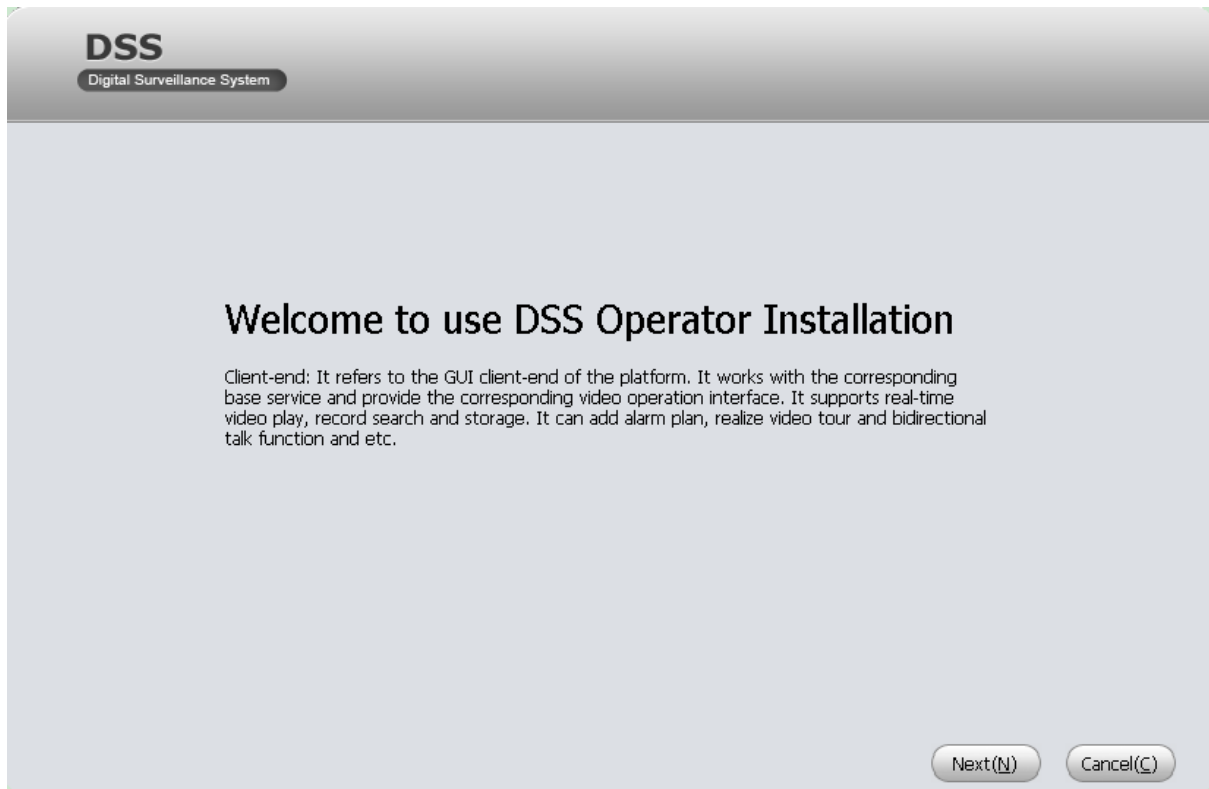 DSS
Digital Surveillance System
Welcome to use DSS Operator Installation
Client-end: It refers to the GUI client-end of the platform. It works with the corresponding
base service and provide the corresponding video operation interface. It supports real-time
video play, record search and storage. It can add alarm plan, realize video tour and bidirectional
talk function and etc.
Next(N)
Cancel(C)